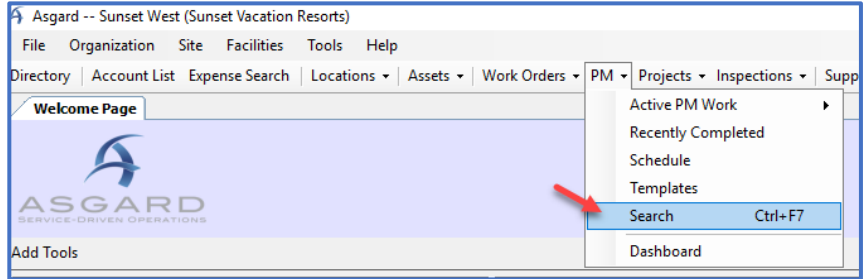 Asgard -- Sunset West (Sunset Vacation Resorts)
File Organization Site Facilities Tools Help
Directory Account List Expense Search Locations Assets Work Orders PM Projects Inspections Supp
Welcome Page
Active PM Work
Recently Completed
Schedule
Templates
Search Ctrl+F7
Dashboard
ASGARD
SERVICE-DRIVEN OPERATIONS
Add Tools